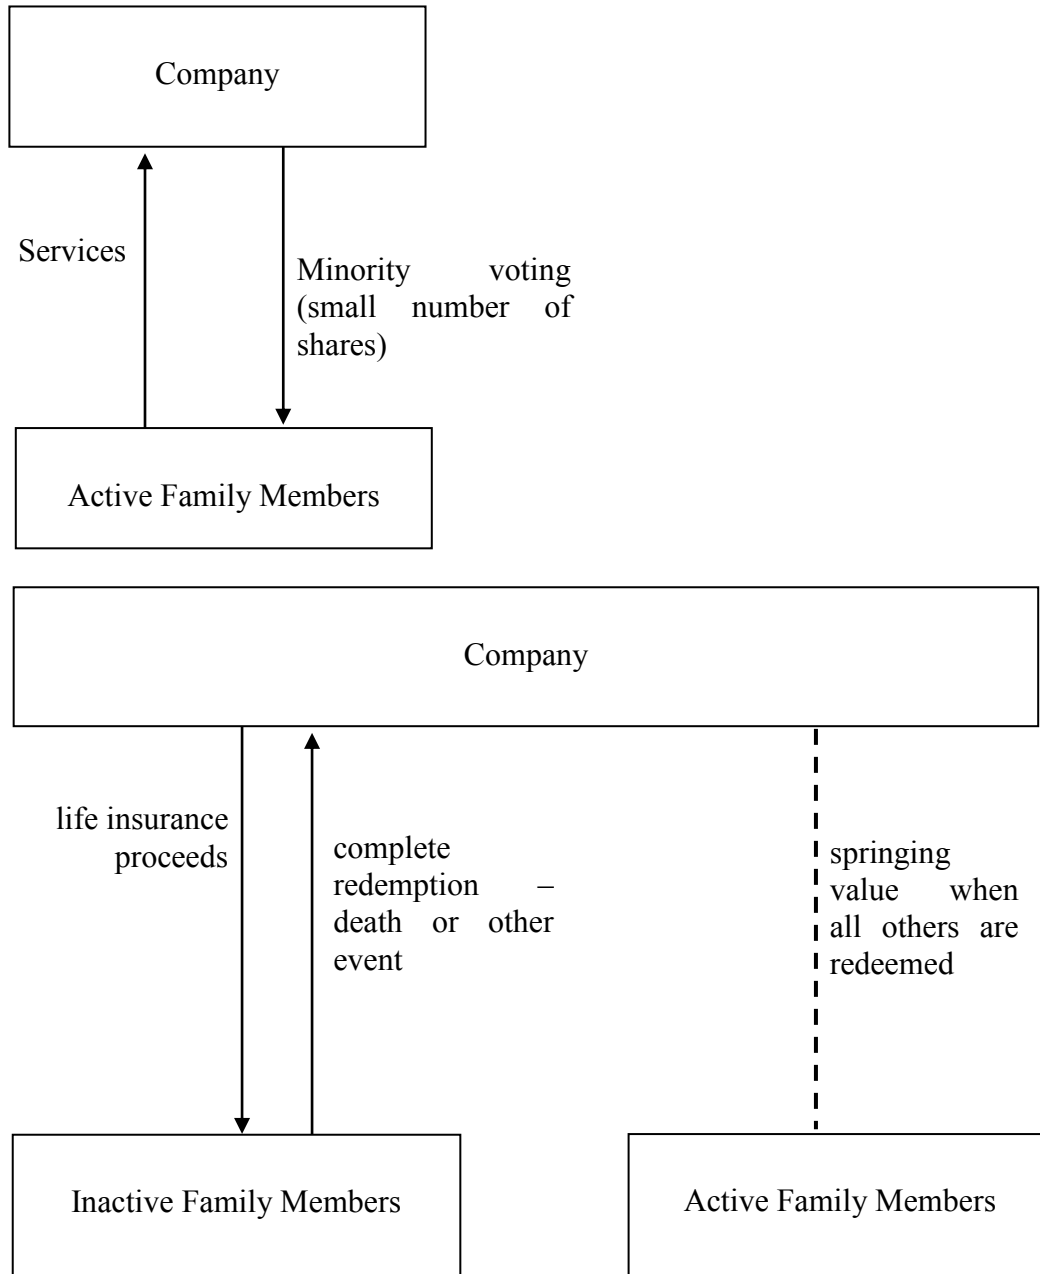 Company
Services
Minority voting
(small number of
shares)
Active Family Members
Company
life insurance
proceeds
complete
redemption –
death or other
event
springing
value when
all others are
redeemed
Inactive Family Members
Active Family Members